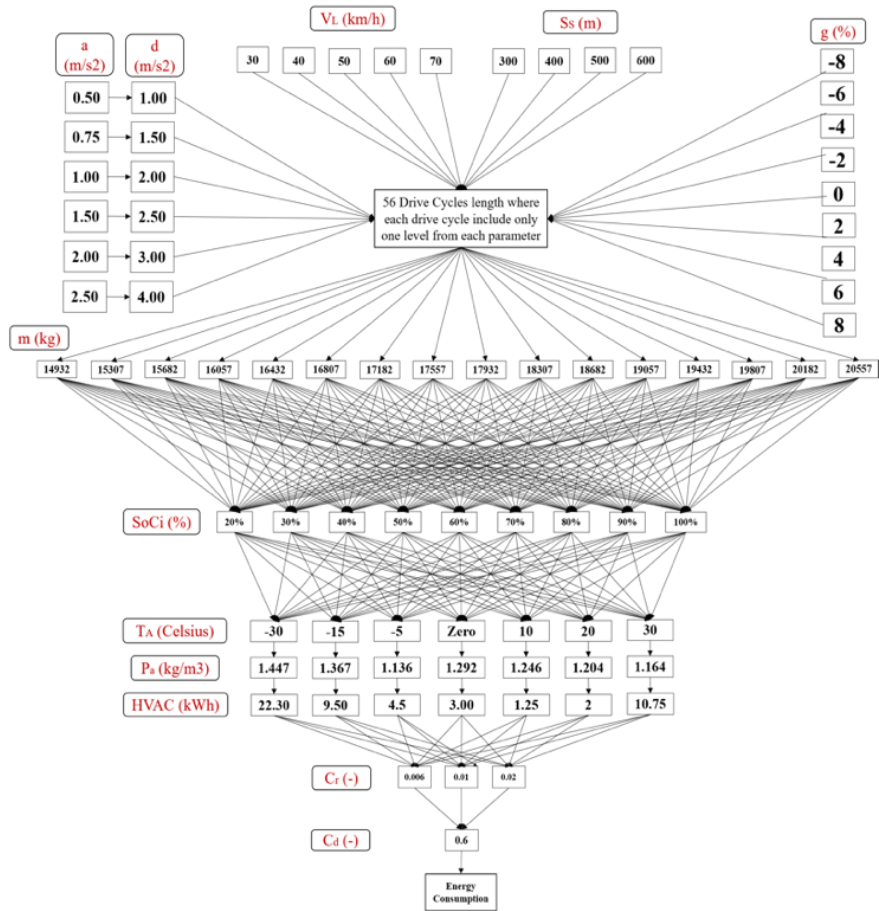 VL (km/h)
SS (m)
g (%)
a
(m/s2)
d
(m/s2)
30 40 50 60 70
300 400 500 600
-8
-6
-4
-2
0
2
4
6
8
0.50 1.00
0.75 1.50
1.00 2.00
1.50 2.50
2.00 3.00
2.50 4.00
56 Drive Cycles length where
each drive cycle include only
one level from each parameter
m (kg)
14932 15307 15682 16057 16432 16807 17182 17557 17932 18307 18682 19057 19432 19807 20182 20557
SoCi (%) 20% 30% 40% 50% 60% 70% 80% 90% 100%
TA (Celsius) -30 -15 -5 Zero 10 20 30
Pa (kg/m3) 1.447 1.367 1.136 1.292 1.246 1.204 1.164
HVAC (kWh) 22.30 9.50 4.5 3.00 1.25 2 10.75
Cr (-) 0.006 0.01 0.02
Cd (-) 0.6
Energy
Consumption